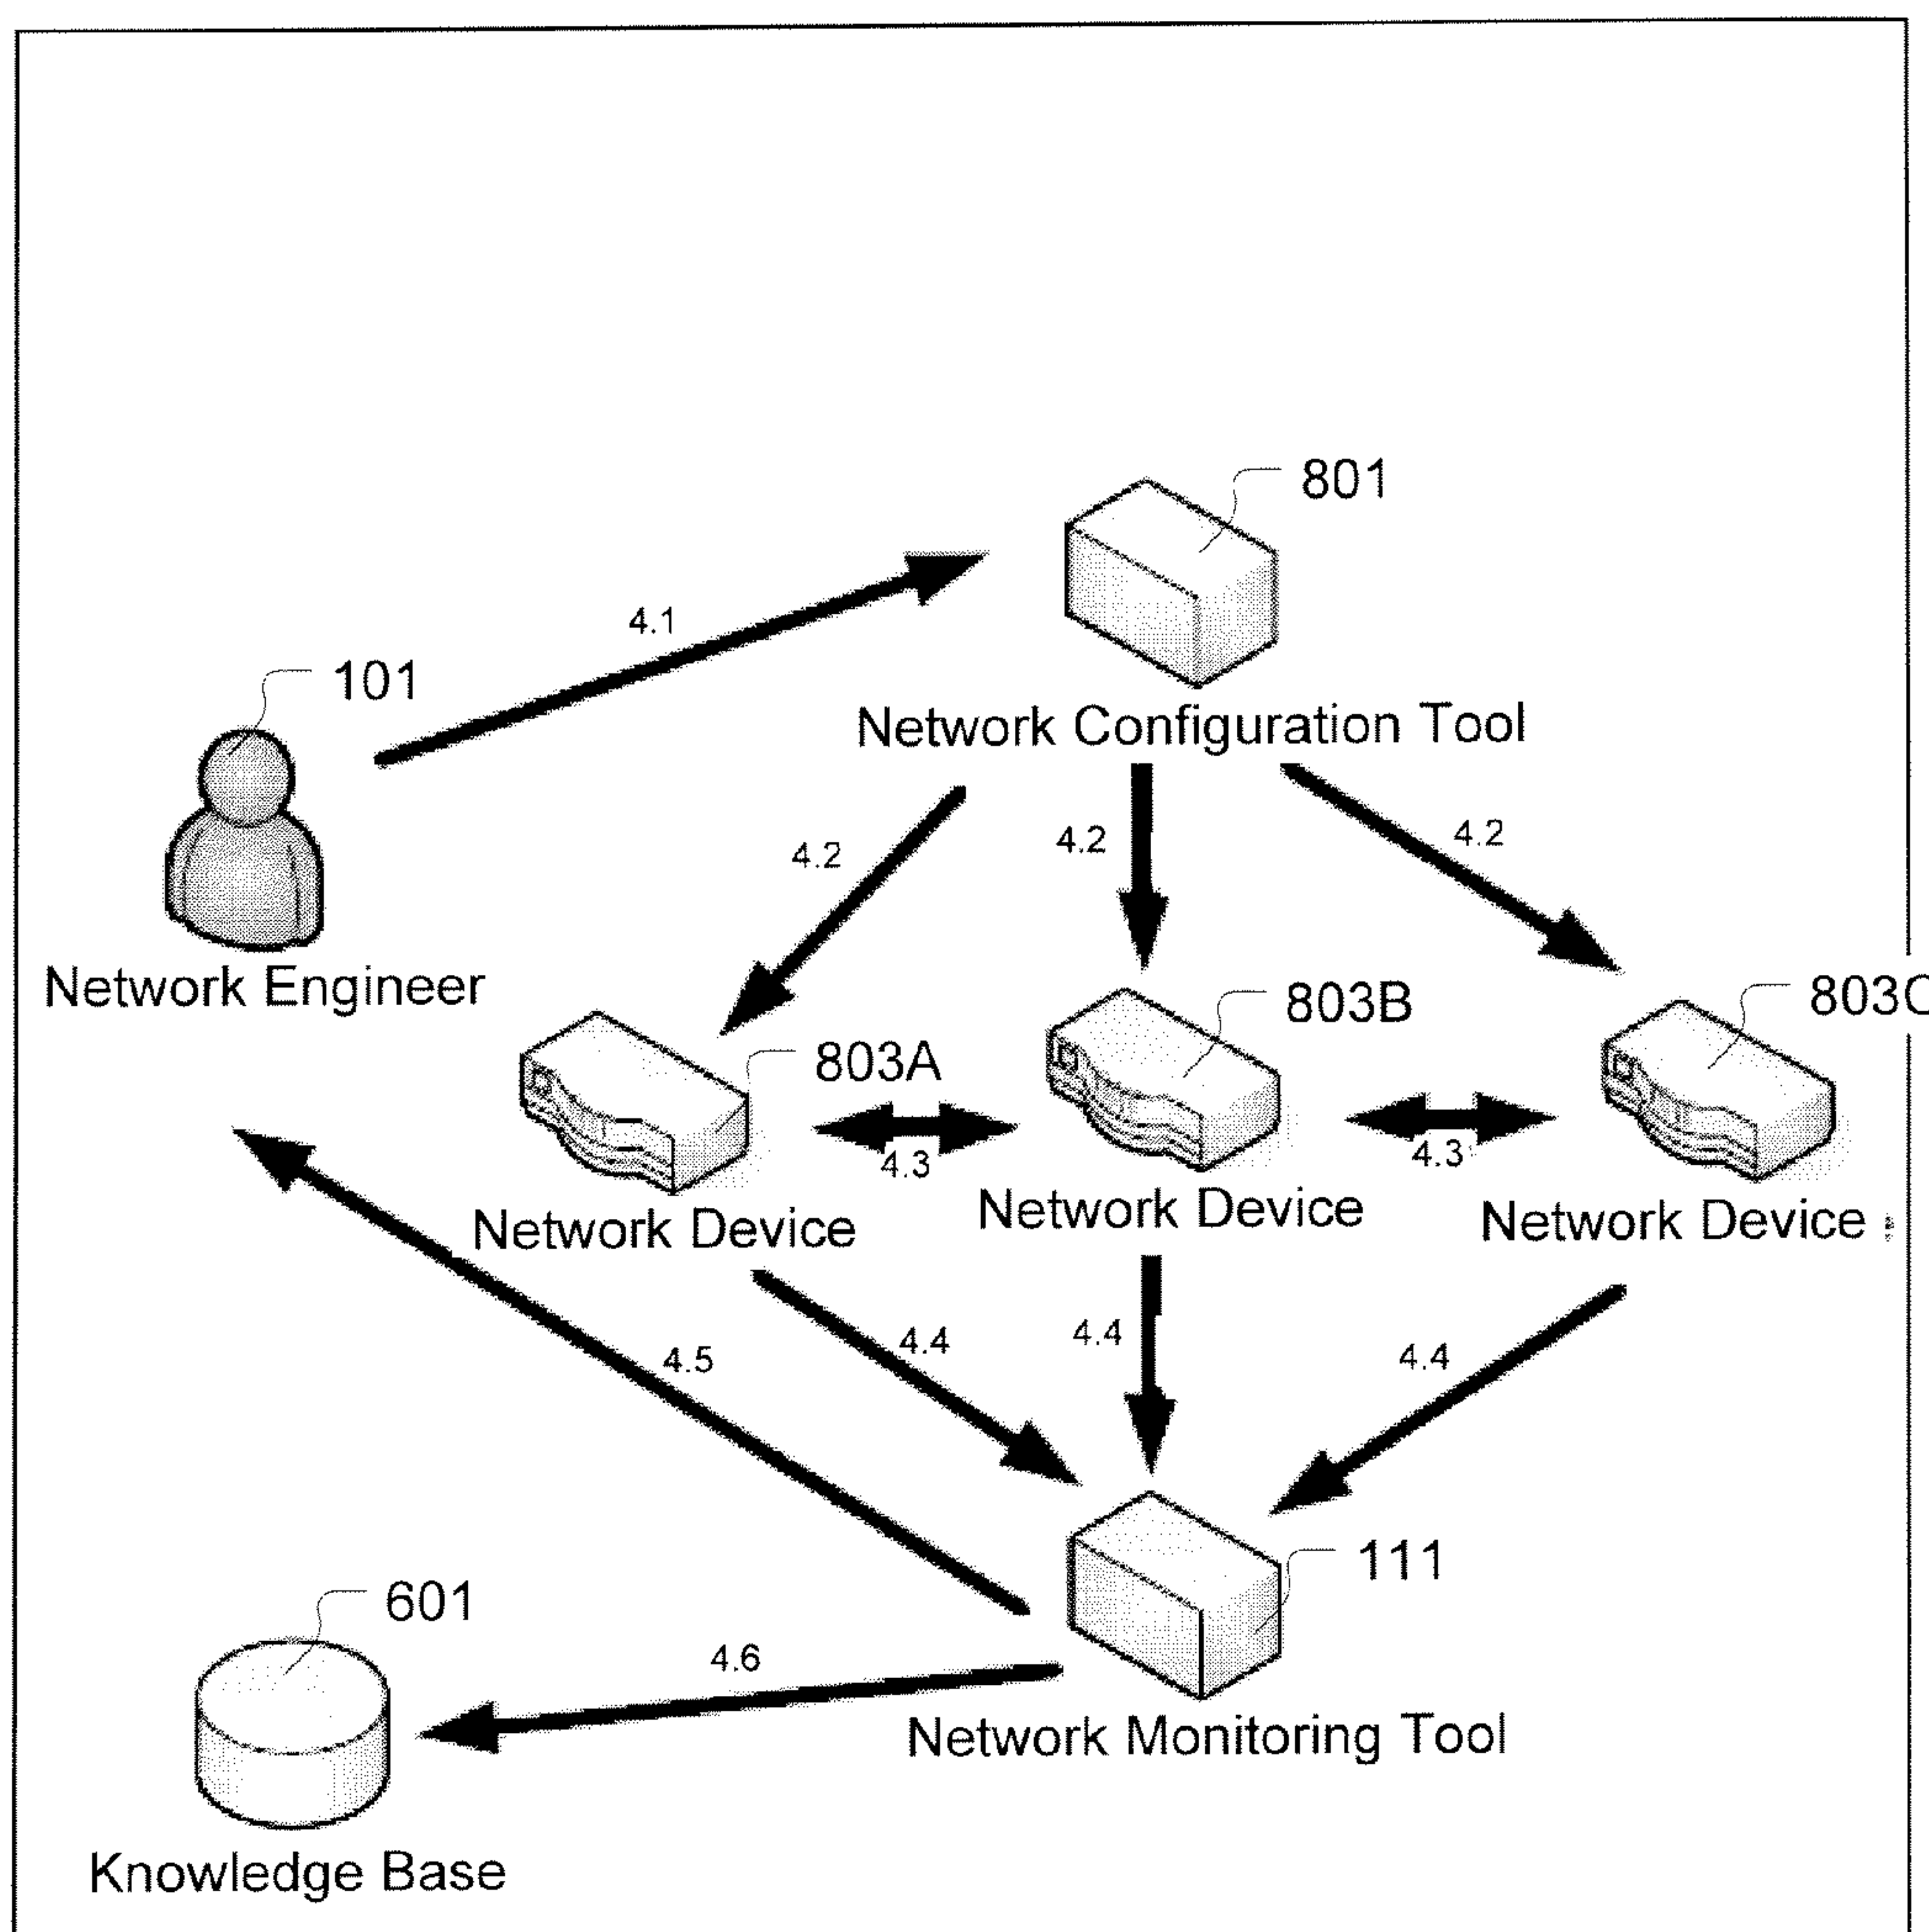 801
4.1
101
Network Configuration Tool
4.2
4.2
4.2
Network Engineer
803A
803B
803C
4.3
4.3
Network Device
Network Device
Network Device
4.4
4.4
4.4
4.5
111
601
4.6
Network Monitoring Tool
Knowledge Base